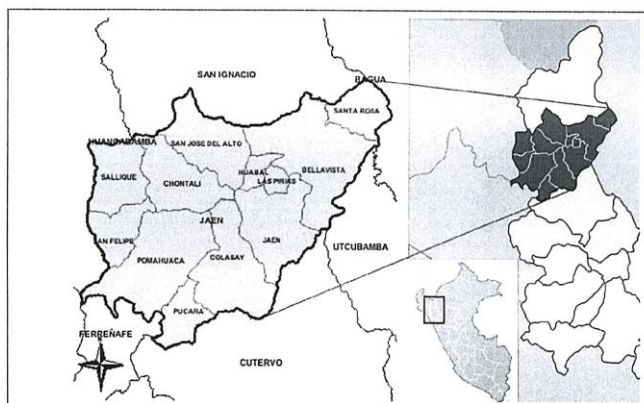 SAN IGNACIO
BAGUA
SANTA ROSA
HUANCABAMBA
SAN JOSE DEL ALTO
SALLIQUE
CHONTALI
HUABAL
LAS PIRIAS
BELLAVISTA
JAEN
SAN FELIPE
POMAHUACA
COLASAY
JAEN
UTCUBAMBA
PUCARA
FERREÑAFE
CUTERVO